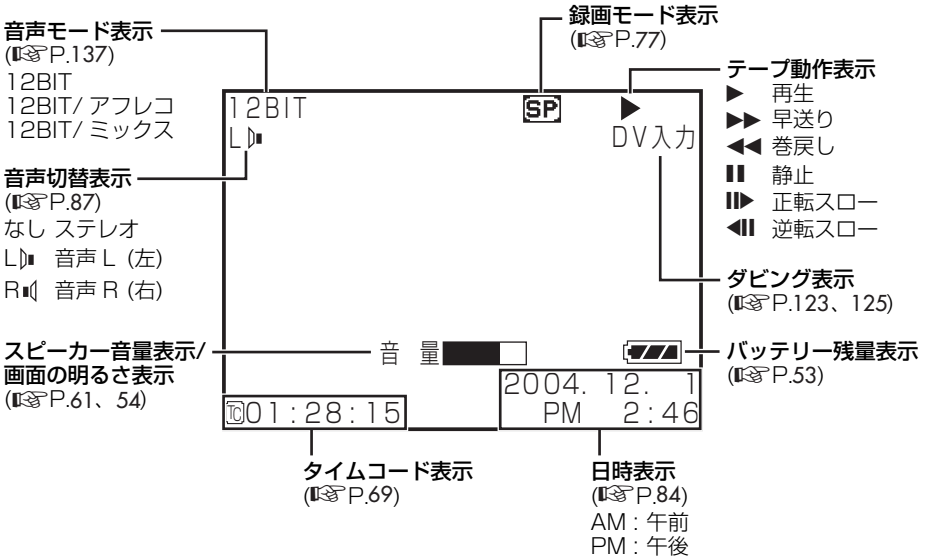 音声モード表示
(☞P.137)
12BIT
12BIT/アフレコ
12BIT/ミックス
音声切替表示
(☞P.87)
なし ステレオ
L 音声 L (左)
R 音声 R (右)
スピーカー音量表示/
画面の明るさ表示
(☞P.61、54)
録画モード表示
(☞P.77)
テープ動作表示
▶ 再生
▶▶ 早送り
◀◀ 巻戻し
▮▮ 静止
▮▮▶ 正転スロー
◀▮▮ 逆転スロー
ダビング表示
(☞P.123、125)
バッテリー残量表示
(☞P.53)
12BIT
SP
▶
L
DV入力
音 量
2004. 12. 1
PM 2:46
TC01:28:15
タイムコード表示
(☞P.69)
日時表示
(☞P.84)
AM : 午前
PM : 午後